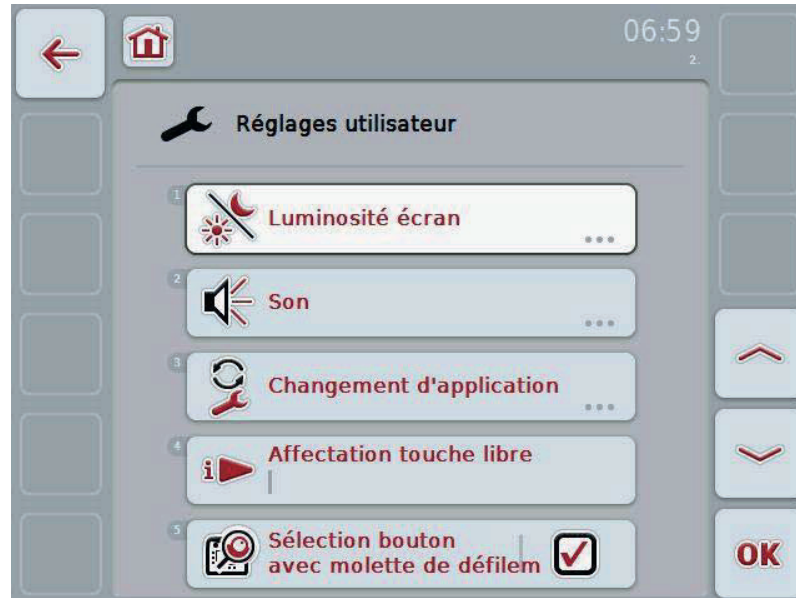 06:59
2.
Réglages utilisateur
1
Luminosité écran
2
Son
3
Changement d'application
4
Affectation touche libre
i
5
Sélection bouton
avec molette de défilem
OK